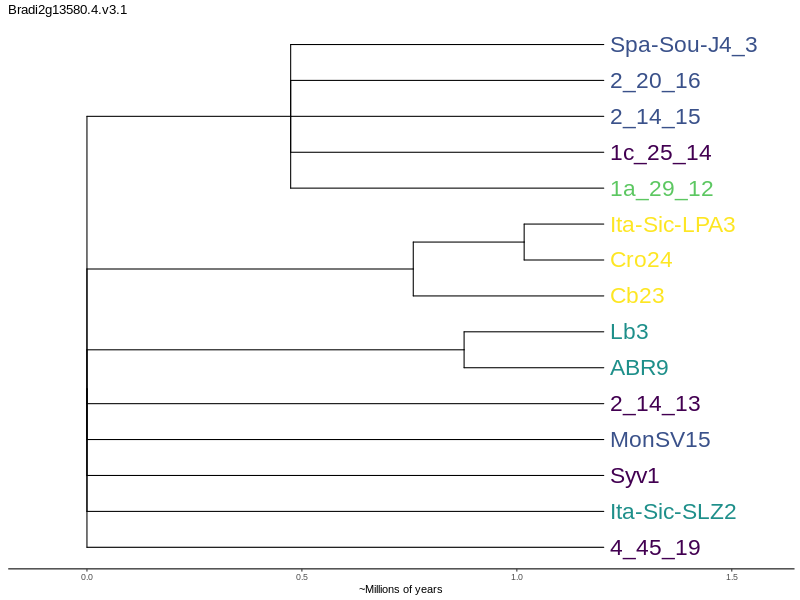 Bradi2g13580.4.v3.1
Spa-Sou-J4_3
2_20_16
2_14_15
1c_25_14
1a_29_12
Ita-Sic-LPA3
Cro24
Cb23
Lb3
ABR9
2_14_13
MonSV15
Syv1
Ita-Sic-SLZ2
4_45_19
0.0 0.5 1.0 1.5
~Millions of years